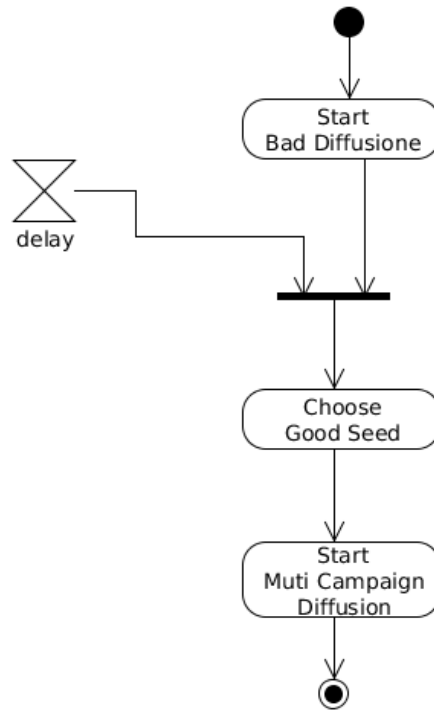 Start
Bad Diffusione
delay
Choose
Good Seed
Start
Muti Campaign
Diffusion